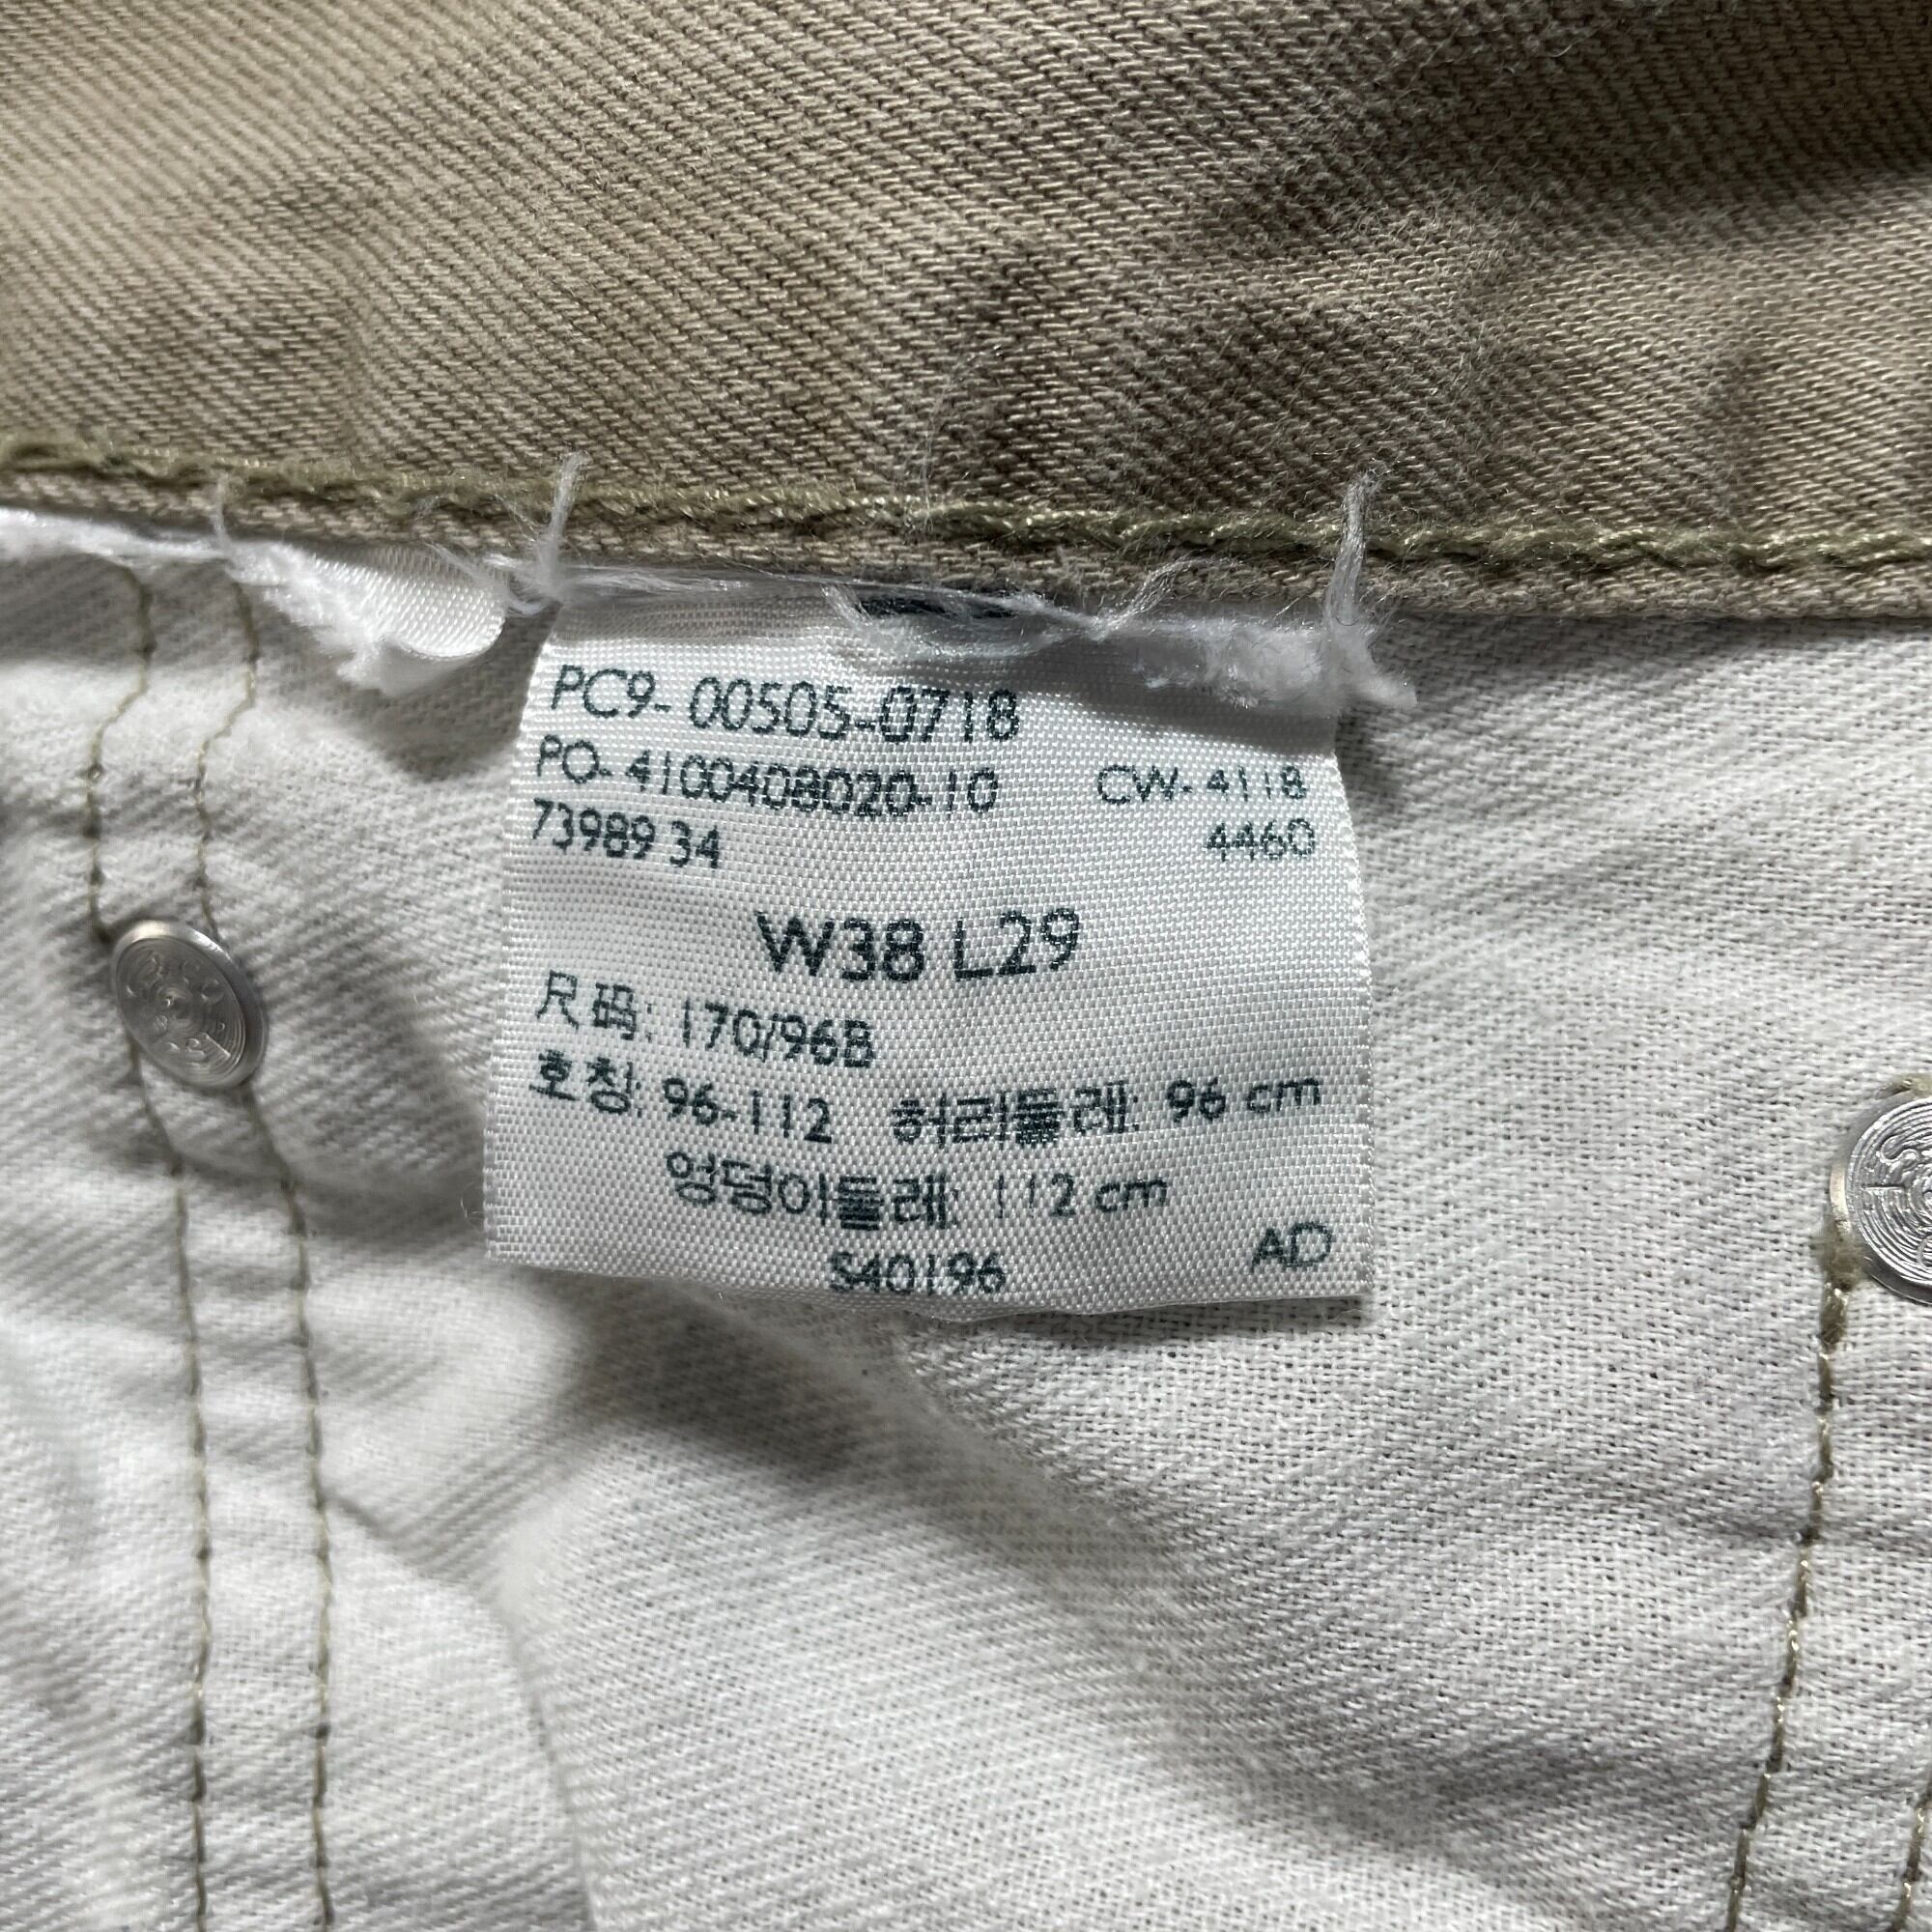 PC9-00505-0718
PO-4100408020-10 CW-4118
73989 34 4460
W38 L29
尺码: 170/96B
호칭: 96-112 허리둘레: 96 cm
엉덩이둘레: 112 cm
S40196 AD